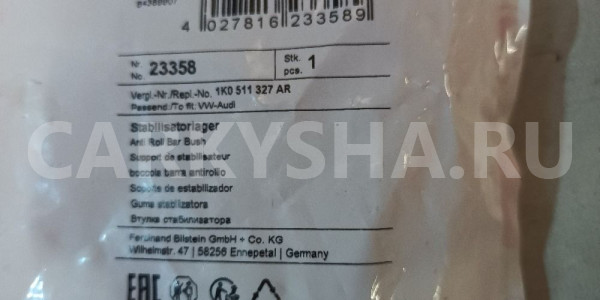 4 027816 233589
Nr. No. 23358 Stk. pcs. 1
Vergl.-Nr./Repl.-No. 1K0 511 327 AR
Passend/To fit: VW-Audi
Stabilisatorlager
Anti Roll Bar Bush
Support de stabilisateur
boccola barra antirollio
Soporte de estabilizador
Guma stabilizatora
Втулка стабилизатора
Ferdinand Bilstein GmbH + Co. KG
Wilhelmstr. 47 | 58256 Ennepetal | Germany
EAC
CARKYSHA.RU